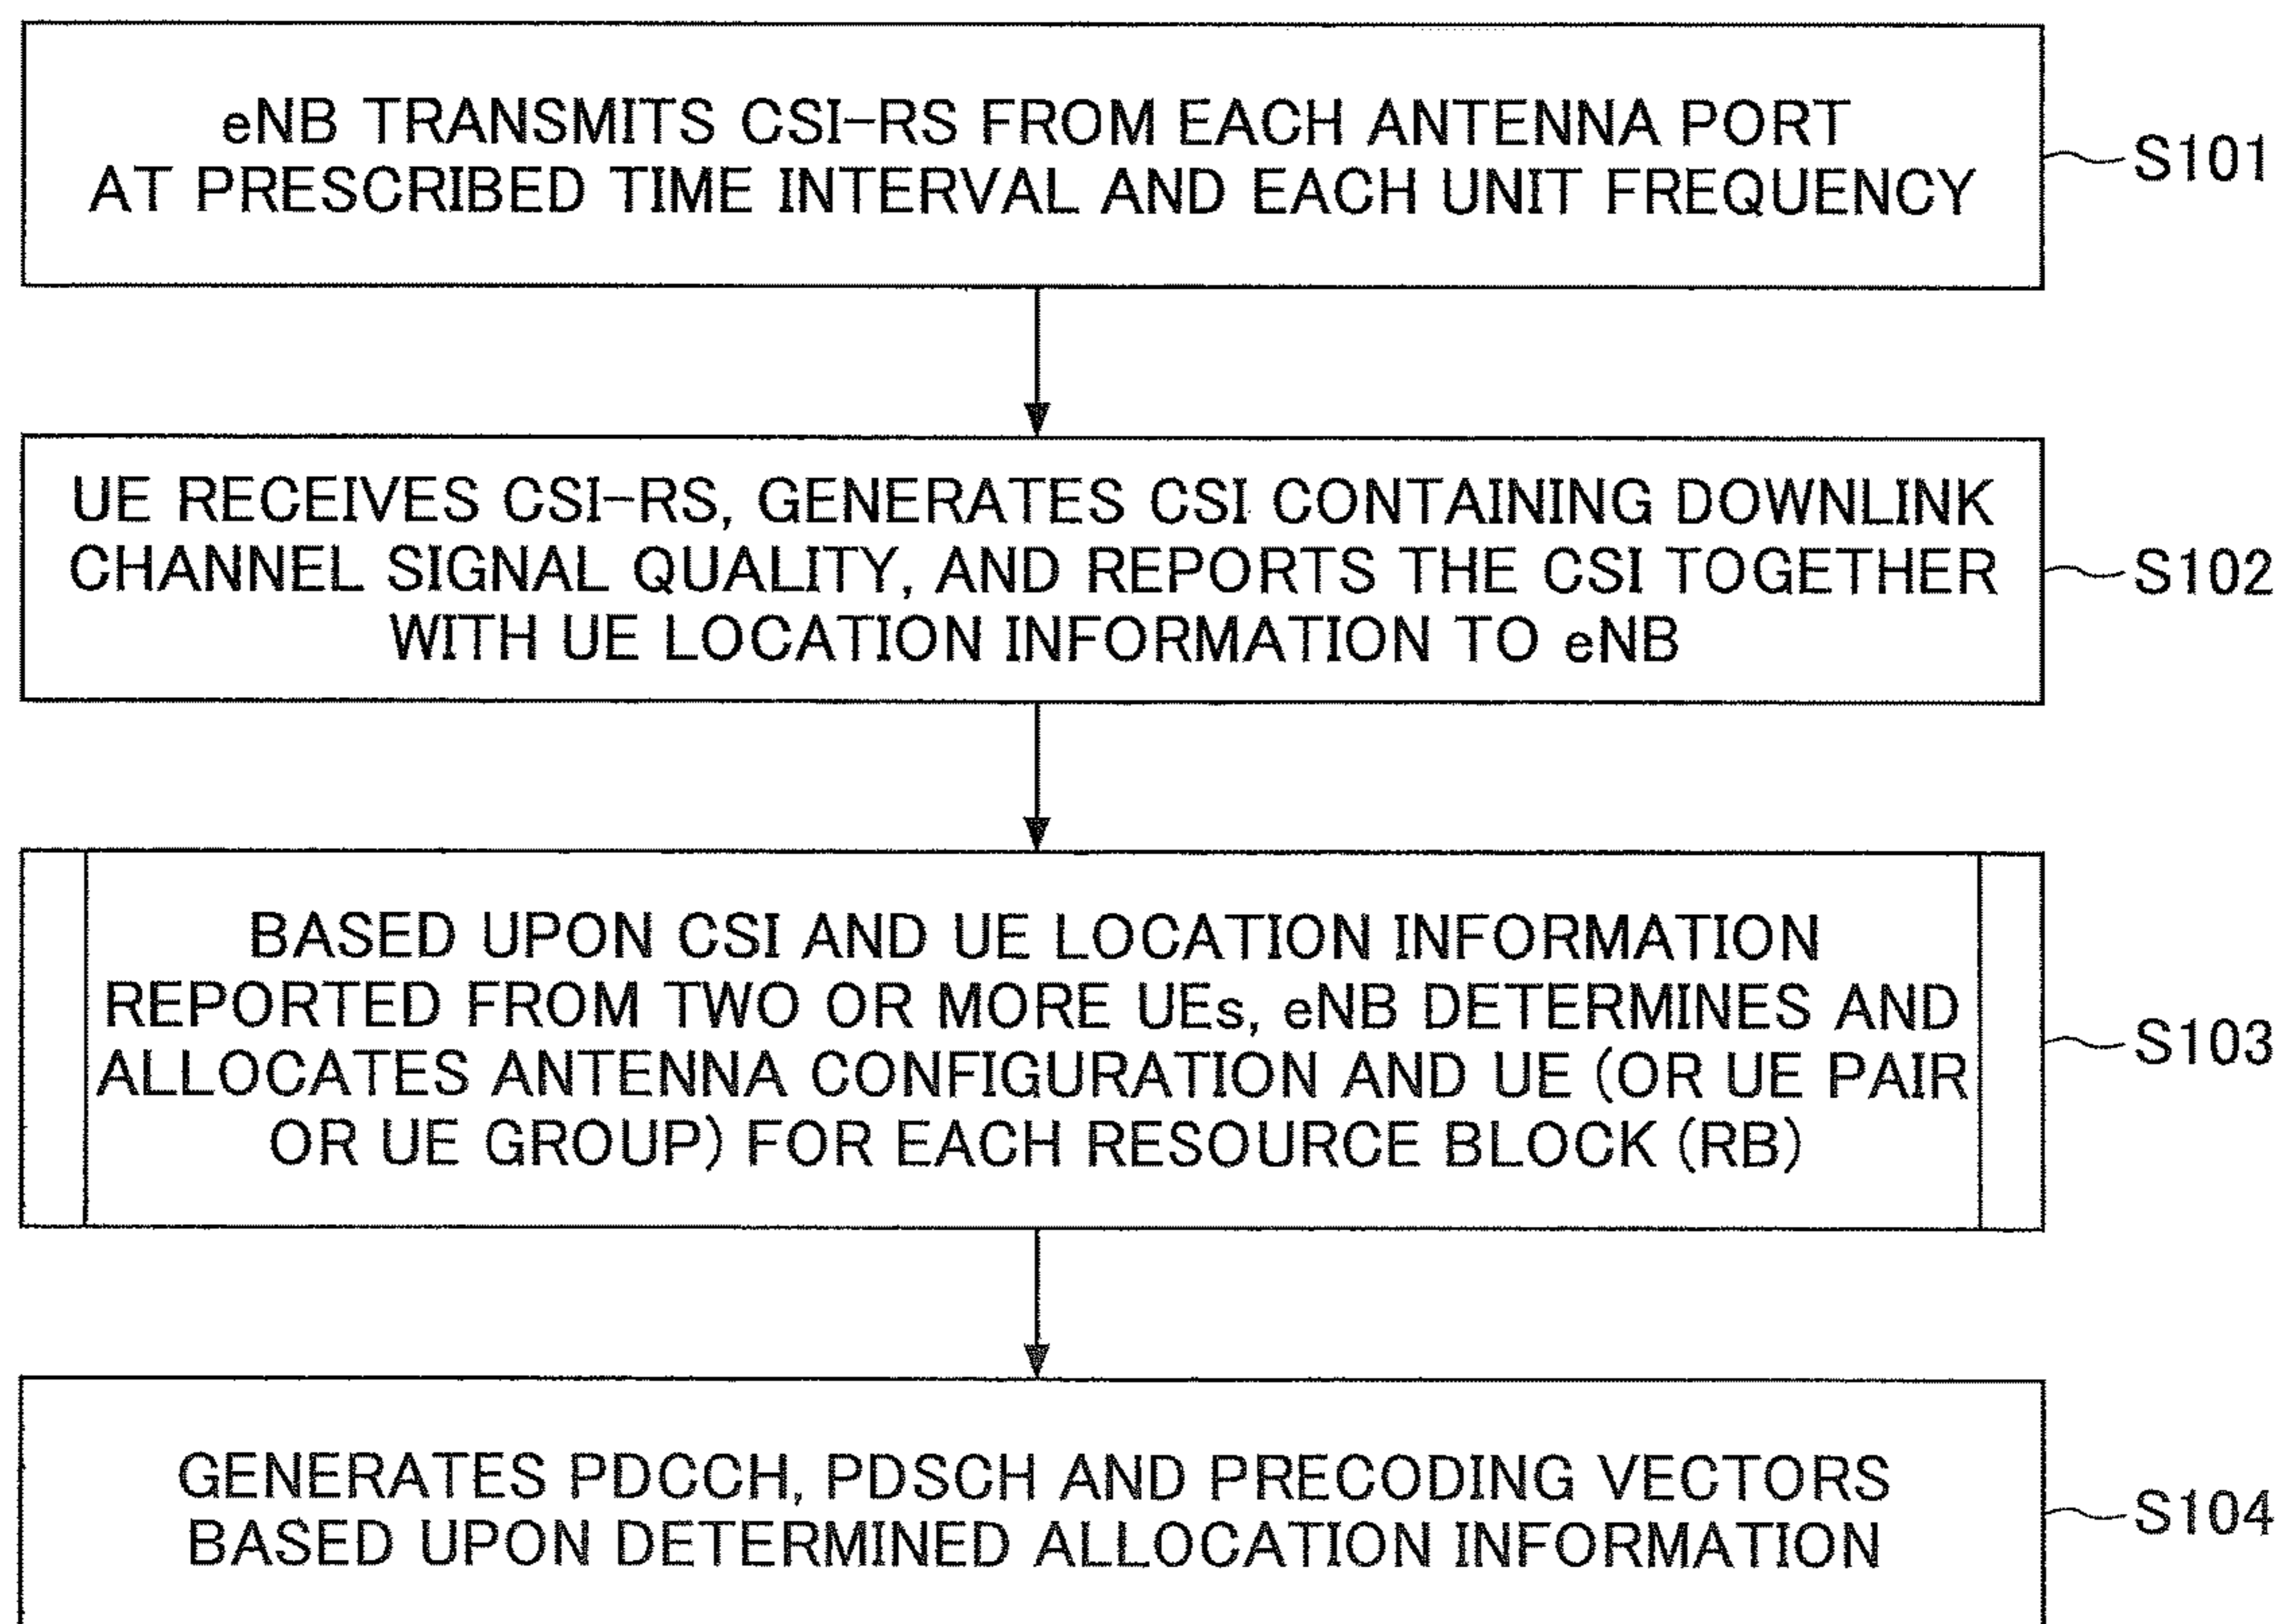 eNB TRANSMITS CSI-RS FROM EACH ANTENNA PORT
AT PRESCRIBED TIME INTERVAL AND EACH UNIT FREQUENCY
S101
UE RECEIVES CSI-RS, GENERATES CSI CONTAINING DOWNLINK
CHANNEL SIGNAL QUALITY, AND REPORTS THE CSI TOGETHER
WITH UE LOCATION INFORMATION TO eNB
S102
BASED UPON CSI AND UE LOCATION INFORMATION
REPORTED FROM TWO OR MORE UEs, eNB DETERMINES AND
ALLOCATES ANTENNA CONFIGURATION AND UE (OR UE PAIR
OR UE GROUP) FOR EACH RESOURCE BLOCK (RB)
S103
GENERATES PDCCH, PDSCH AND PRECODING VECTORS
BASED UPON DETERMINED ALLOCATION INFORMATION
S104